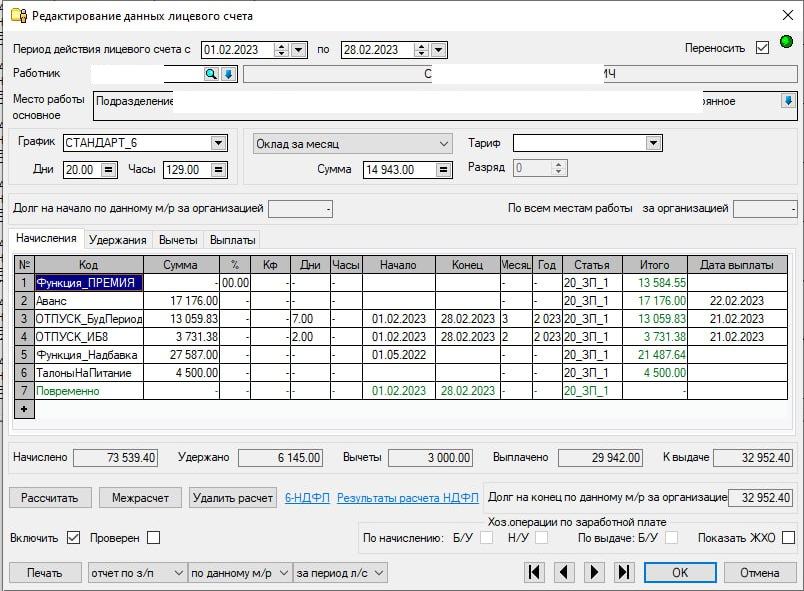 Редактирование данных лицевого счета
Период действия лицевого счета с 01.02.2023 по 28.02.2023 Переносить
Работник С ИЧ
Место работы основное Подразделение оянное
График СТАНДАРТ_6 Оклад за месяц Тариф
Дни 20.00 = Часы 129.00 = Сумма 14 943.00 = Разряд 0
Долг на начало по данному м/р за организацией - По всем местам работы за организацией -
Начисления Удержания Вычеты Выплаты
№ Код Сумма % Кф Дни Часы Начало Конец Месяц Год Статья Итого Дата выплаты
1 Функция_ПРЕМИЯ - 00.00 - - - - - 20_ЗП_1 13 584.55
2 Аванс 17 176.00 - - - - - - 20_ЗП_1 17 176.00 22.02.2023
3 ОТПУСК_БудПериод 13 059.83 - - 7.00 - 01.02.2023 28.02.2023 3 2 023 20_ЗП_1 13 059.83 21.02.2023
4 ОТПУСК_ИБ8 3 731.38 - - 2.00 - 01.02.2023 28.02.2023 2 2 023 20_ЗП_1 3 731.38 21.02.2023
5 Функция_Надбавка 27 587.00 - - - - 01.05.2022 - - 20_ЗП_1 21 487.64
6 ТалоныНаПитание 4 500.00 - - - - - - 20_ЗП_1 4 500.00
7 Повременно - - - - - 01.02.2023 28.02.2023 - - 20_ЗП_1 -
+
Начислено 73 539.40 Удержано 6 145.00 Вычеты 3 000.00 Выплачено 29 942.00 К выдаче 32 952.40
Рассчитать Межрасчет Удалить расчет 6-НДФЛ Результаты расчета НДФЛ Долг на конец по данному м/р за организацие 32 952.40
Хоз.операции по заработной плате
Включить Проверен По начислению: Б/У Н/У По выдаче: Б/У Показать ЖХО
Печать отчет по з/п по данному м/р за период л/с OK Отмена